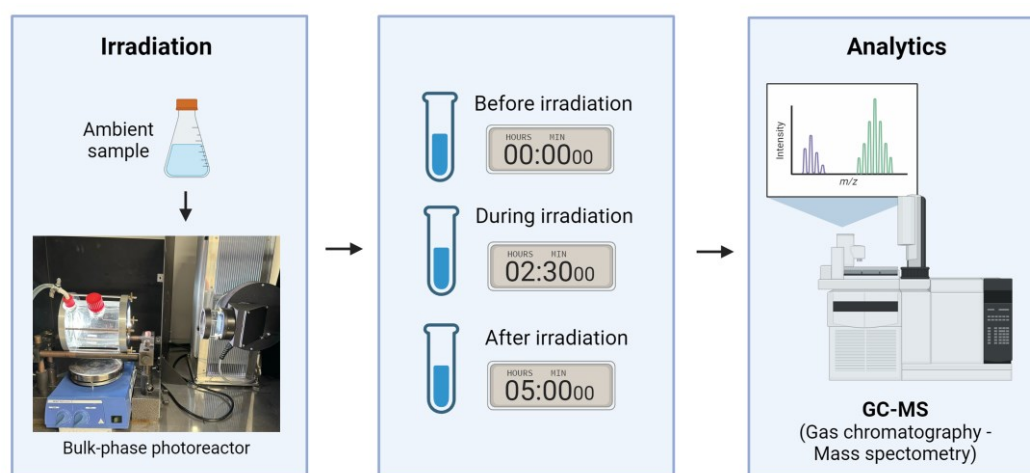 Irradiation
Ambient
sample
Bulk-phase photoreactor
Before irradiation
HOURS MIN
00:0000
During irradiation
HOURS MIN
02:3000
After irradiation
HOURS MIN
05:0000
Analytics
Intensity
m/z
GC-MS
(Gas chromatography -
Mass spectometry)